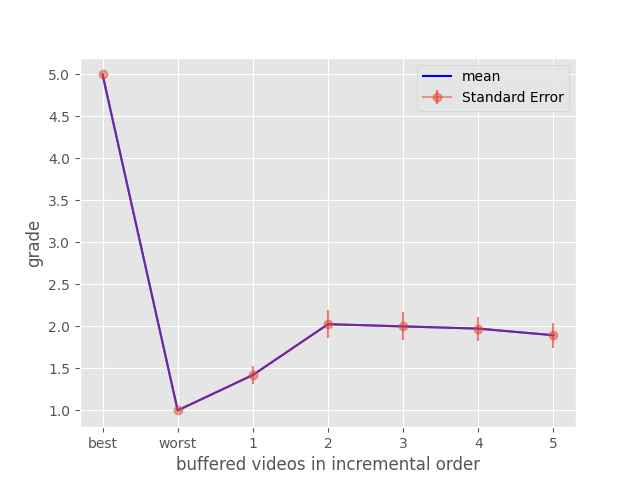 mean
Standard Error
5.0
4.5
4.0
3.5
3.0
2.5
2.0
1.5
1.0
grade
best worst 1 2 3 4 5
buffered videos in incremental order